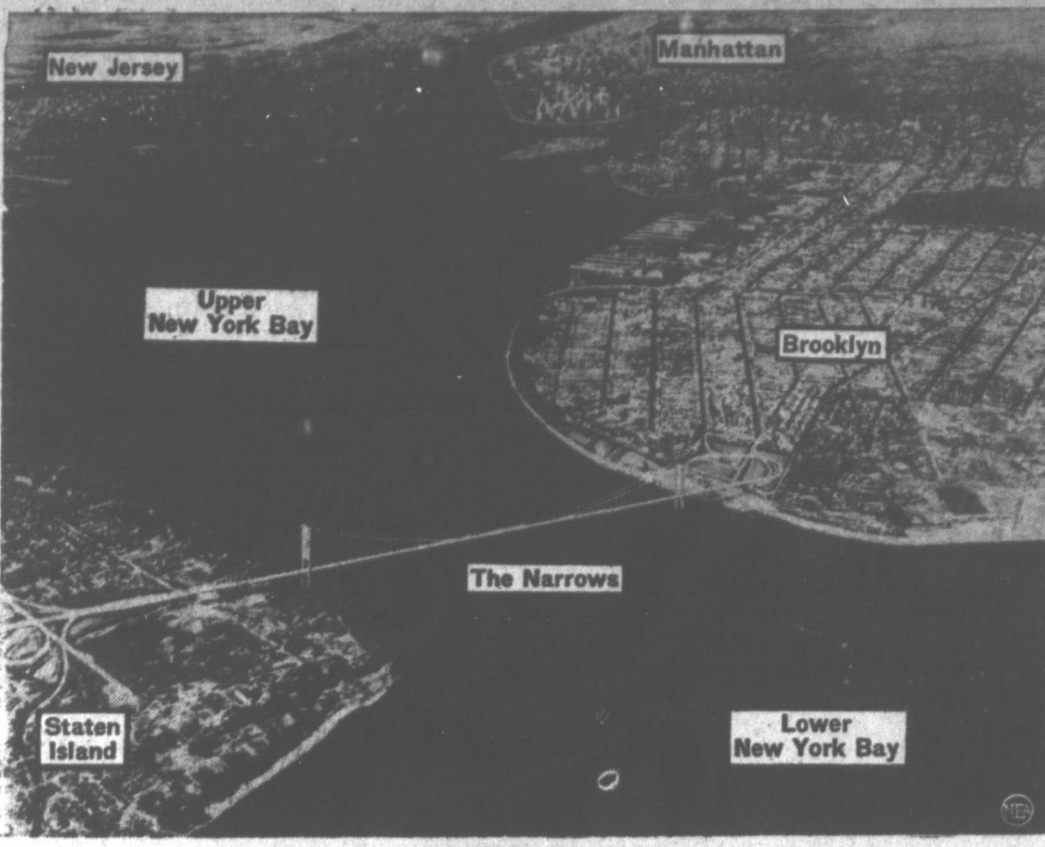 New Jersey
Manhattan
Upper
New York Bay
Brooklyn
The Narrows
Staten
Island
Lower
New York Bay
NEA